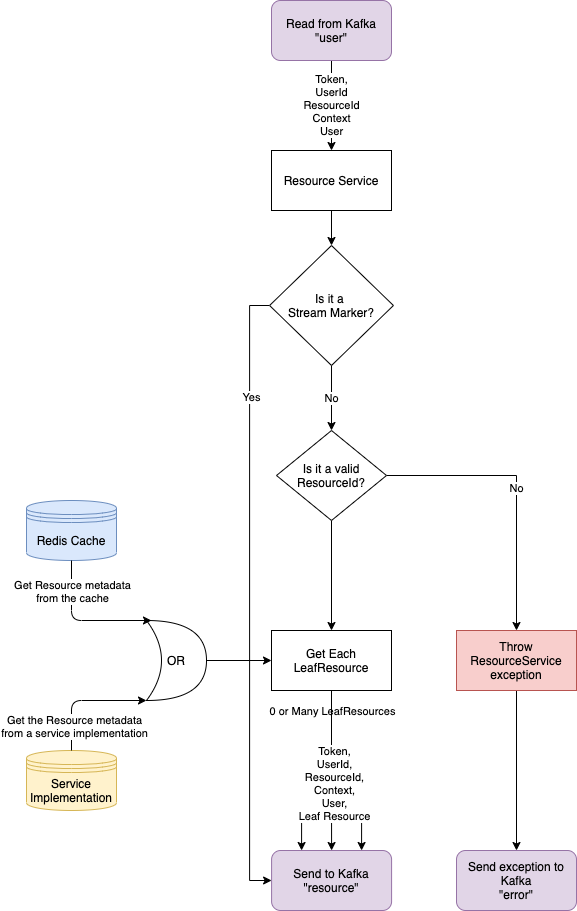 Read from Kafka
"user"
Token,
UserId
ResourceId
Context
User
Resource Service
Is it a
Stream Marker?
Yes
No
Is it a valid
ResourceId?
No
Redis Cache
Get Resource metadata
from the cache
OR
Get the Resource metadata
from a service implementation
Service
Implementation
Get Each
LeafResource
Throw
ResourceService
exception
0 or Many LeafResources
Token,
UserId,
ResourceId,
Context,
User,
Leaf Resource
Send to Kafka
"resource"
Send exception to
Kafka
"error"